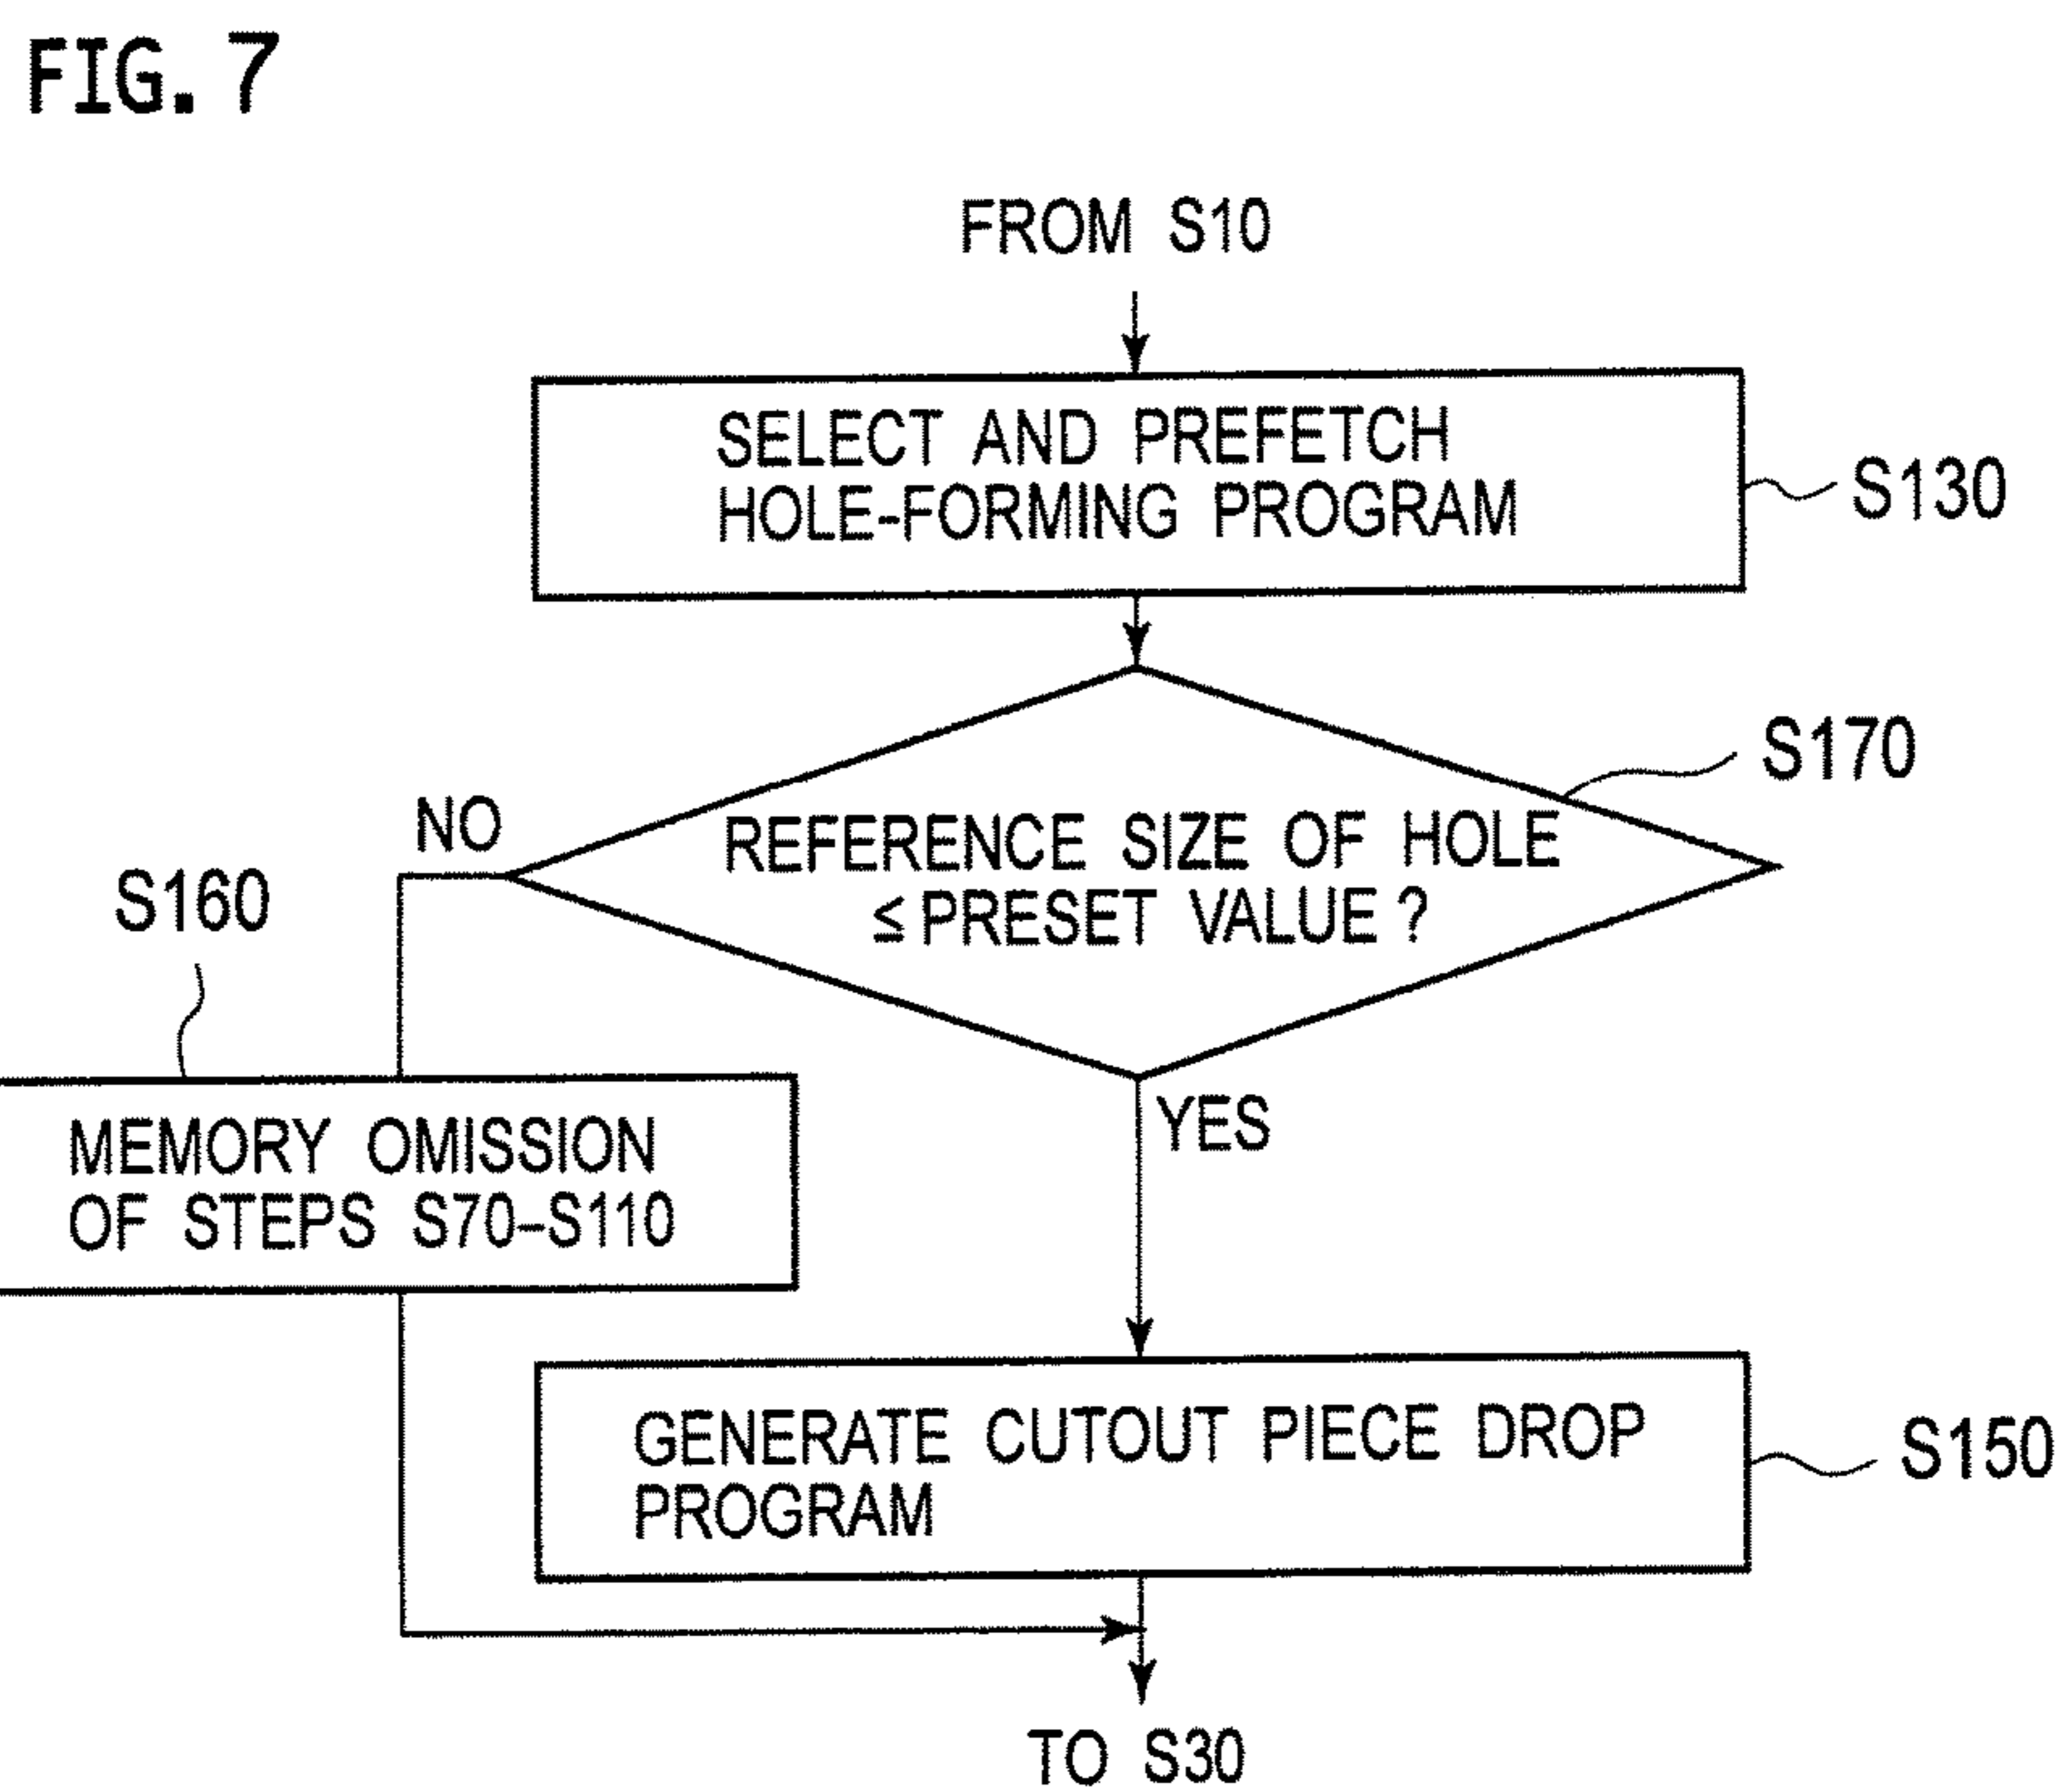 FIG. 7
FROM S10
SELECT AND PREFETCH
HOLE-FORMING PROGRAM
S130
S170
NO
REFERENCE SIZE OF HOLE
≤ PRESET VALUE ?
S160
YES
MEMORY OMISSION
OF STEPS S70-S110
GENERATE CUTOUT PIECE DROP
PROGRAM
S150
TO S30